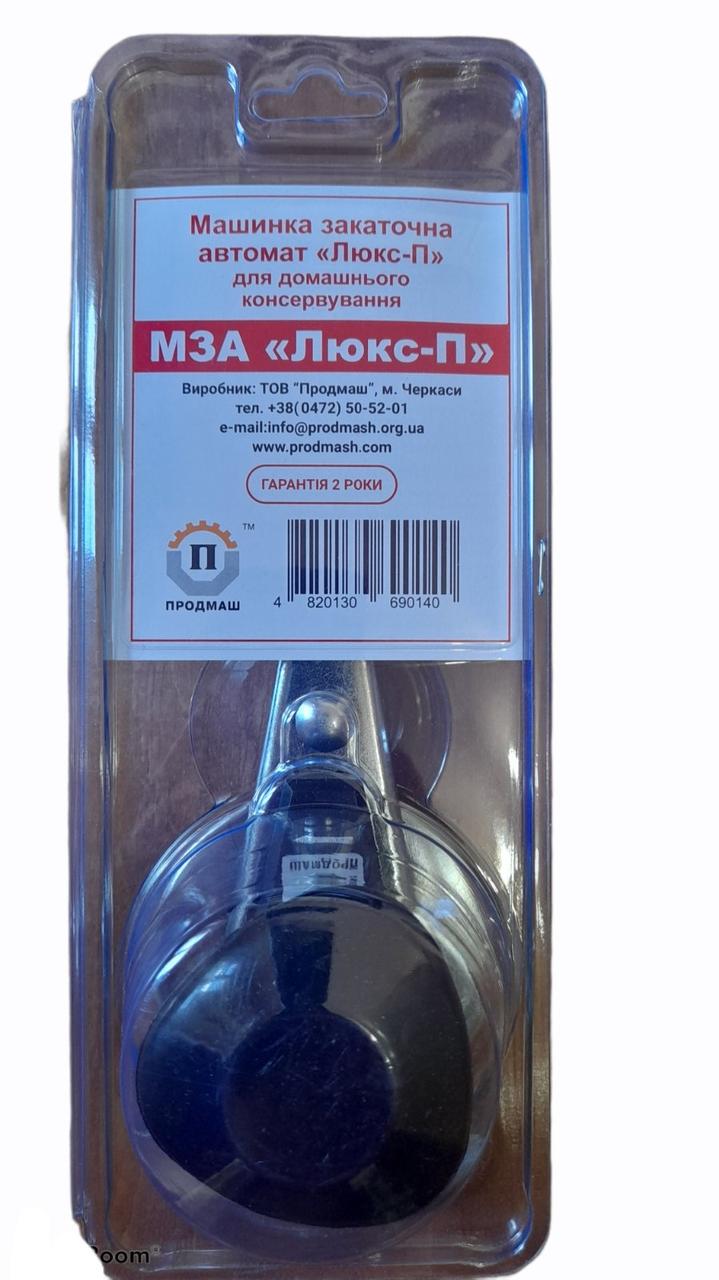 Машинка закаточна
автомат «Люкс-П»
для домашнього
консервування
МЗА «Люкс-П»
Виробник: ТОВ "Продмаш", м. Черкаси
тел. +38(0472) 50-52-01
e-mail:info@prodmash.org.ua
www.prodmash.com
ГАРАНТІЯ 2 РОКИ
П
TM
ПРОДМАШ
4 820130 690140
ПРОДМАШ